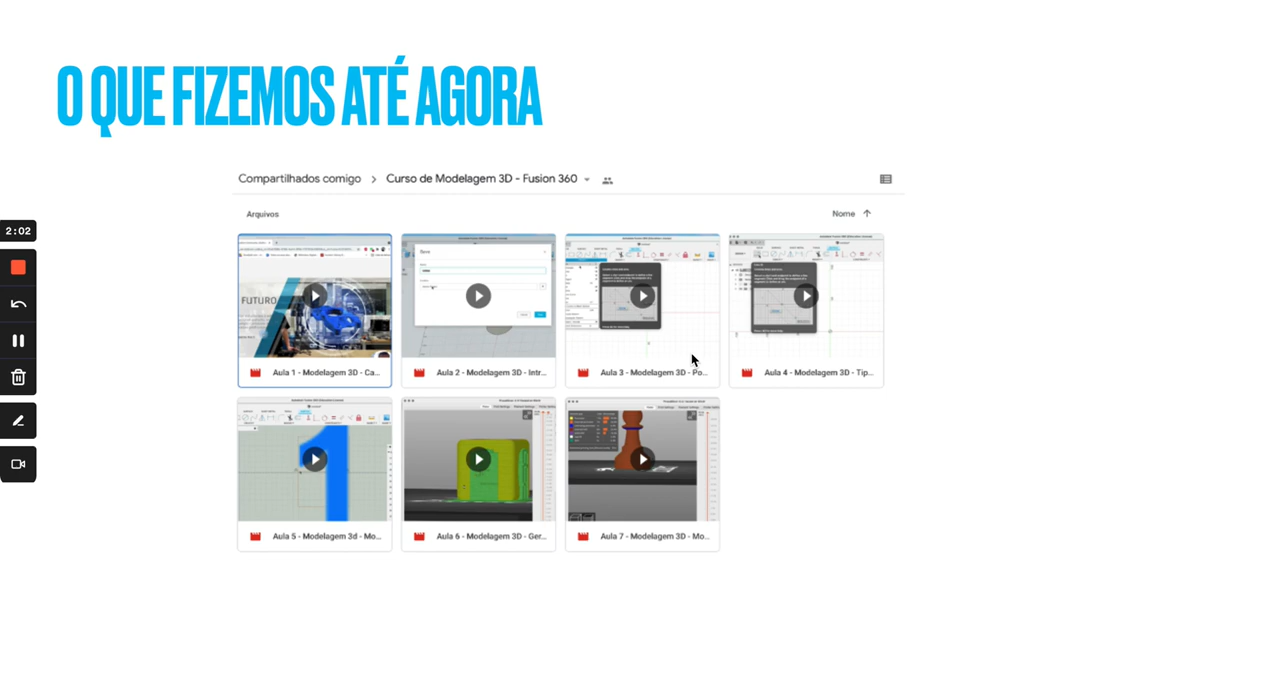 O QUE FIZEMOS ATÉ AGORA
Compartilhados comigo > Curso de Modelagem 3D - Fusion 360
Arquivos
Nome
2:02
FUTURO
Save
Aula 1 - Modelagem 3D - Ca...
Aula 2 - Modelagem 3D - Intr...
Aula 3 - Modelagem 3D - Po...
Aula 4 - Modelagem 3D - Tip...
1
Aula 5 - Modelagem 3d - Mo...
Aula 6 - Modelagem 3D - Ger...
Aula 7 - Modelagem 3D - Mo...